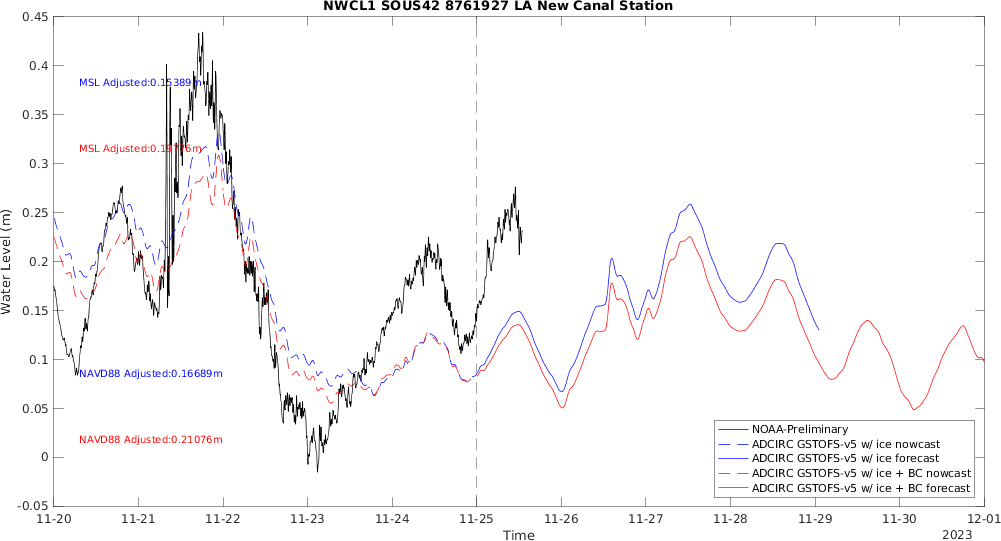 NWCL1 SOUS42 8761927 LA New Canal Station
0.45
0.4
0.35
0.3
0.25
0.2
0.15
0.1
0.05
0
-0.05
Water Level (m)
MSL Adjusted:0.15389m
MSL Adjusted:
NAVD88 Adjusted:0.16689m
NAVD88 Adjusted:0.21076m
NOAA-Preliminary
ADCIRC GSTOFS-v5 w/ ice nowcast
ADCIRC GSTOFS-v5 w/ ice forecast
ADCIRC GSTOFS-v5 w/ ice + BC nowcast
ADCIRC GSTOFS-v5 w/ ice + BC forecast
11-20 11-21 11-22 11-23 11-24 11-25 11-26 11-27 11-28 11-29 11-30 12-01
Time
2023